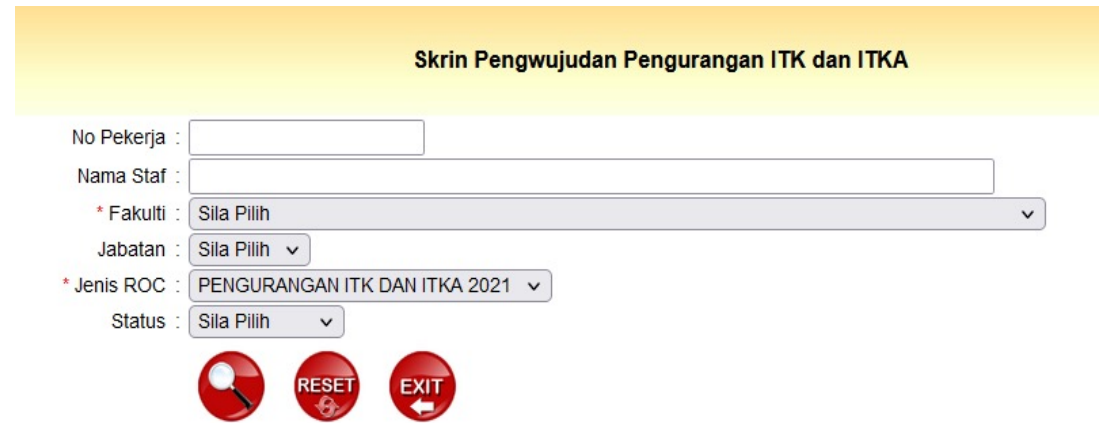 Skrin Pengwujudan Pengurangan ITK dan ITKA
No Pekerja :
Nama Staf :
* Fakulti : Sila Pilih
Jabatan : Sila Pilih
* Jenis ROC : PENGURANGAN ITK DAN ITKA 2021
Status : Sila Pilih
RESET EXIT